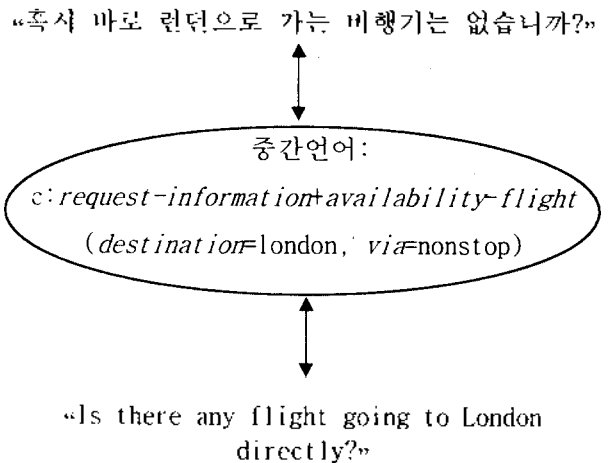 “혹시 바로 런던으로 가는 비행기는 없습니까?”
중간언어:
c:request-information+availability-flight
(destination=london, via=nonstop)
“Is there any flight going to London
directly?”